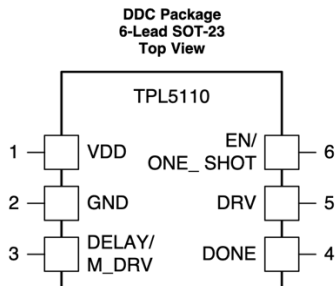 DDC Package
6-Lead SOT-23
Top View
TPL5110
1 VDD
EN/
ONE_ SHOT 6
2 GND
DRV 5
3 DELAY/
M_DRV
DONE 4